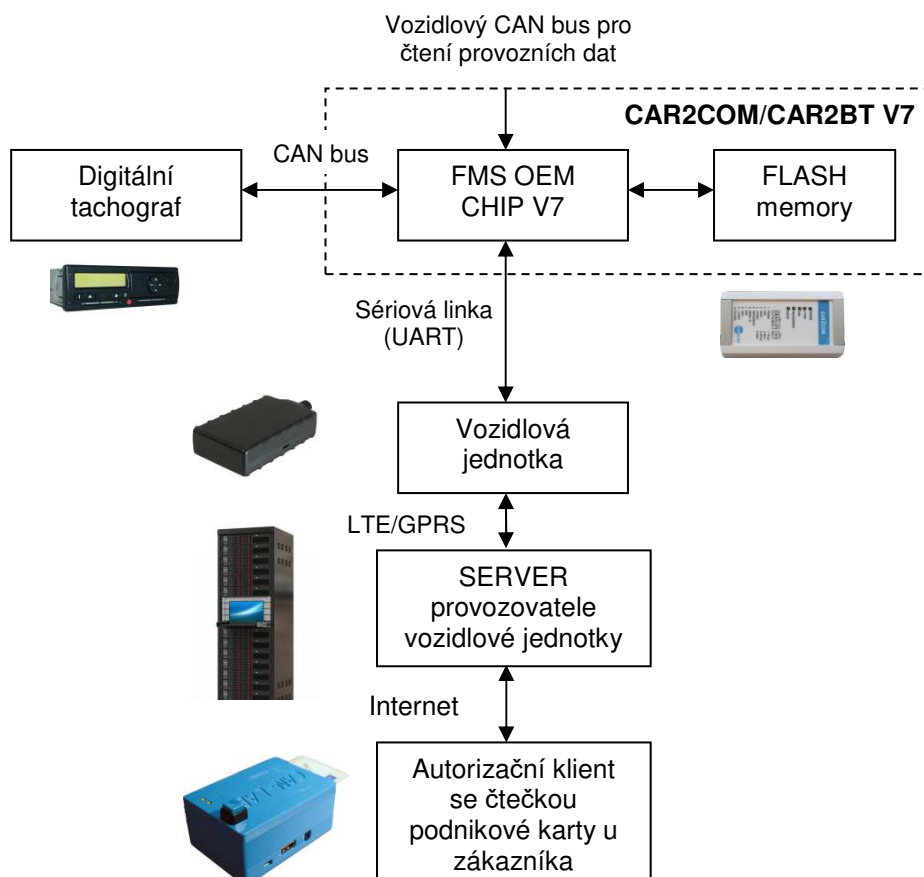 Vozidlový CAN bus pro
čtení provozních dat
CAR2COM/CAR2BT V7
CAN bus
Digitální
tachograf
FMS OEM
CHIP V7
FLASH
memory
Sériová linka
(UART)
Vozidlová
jednotka
LTE/GPRS
SERVER
provozovatele
vozidlové jednotky
Internet
Autorizační klient
se čtečkou
podnikové karty u
zákazníka